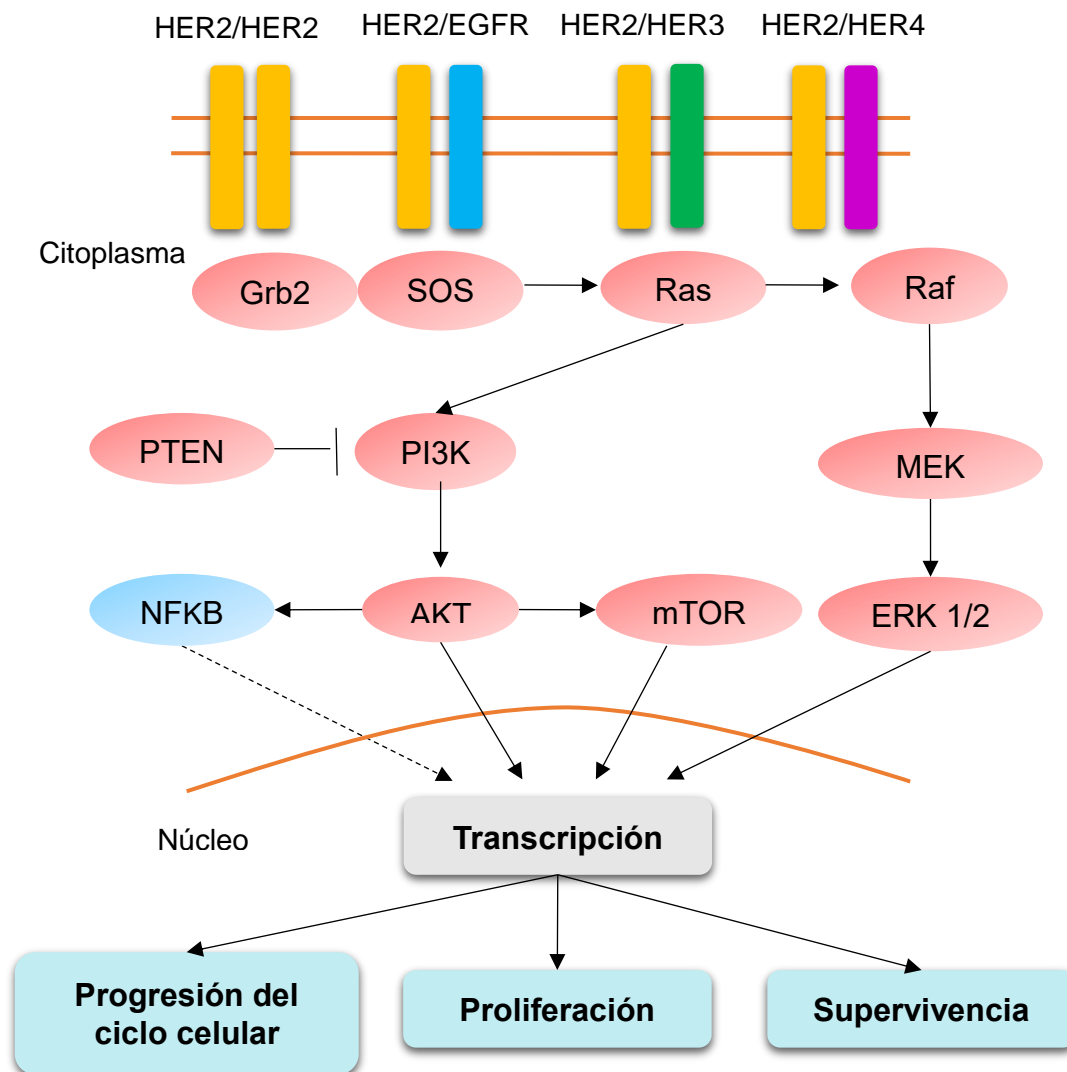 HER2/HER2
HER2/EGFR
HER2/HER3
HER2/HER4
Citoplasma
Grb2
SOS
Ras
Raf
PTEN
PI3K
MEK
NFKB
AKT
mTOR
ERK 1/2
Núcleo
Transcripción
Progresión del
ciclo celular
Proliferación
Supervivencia